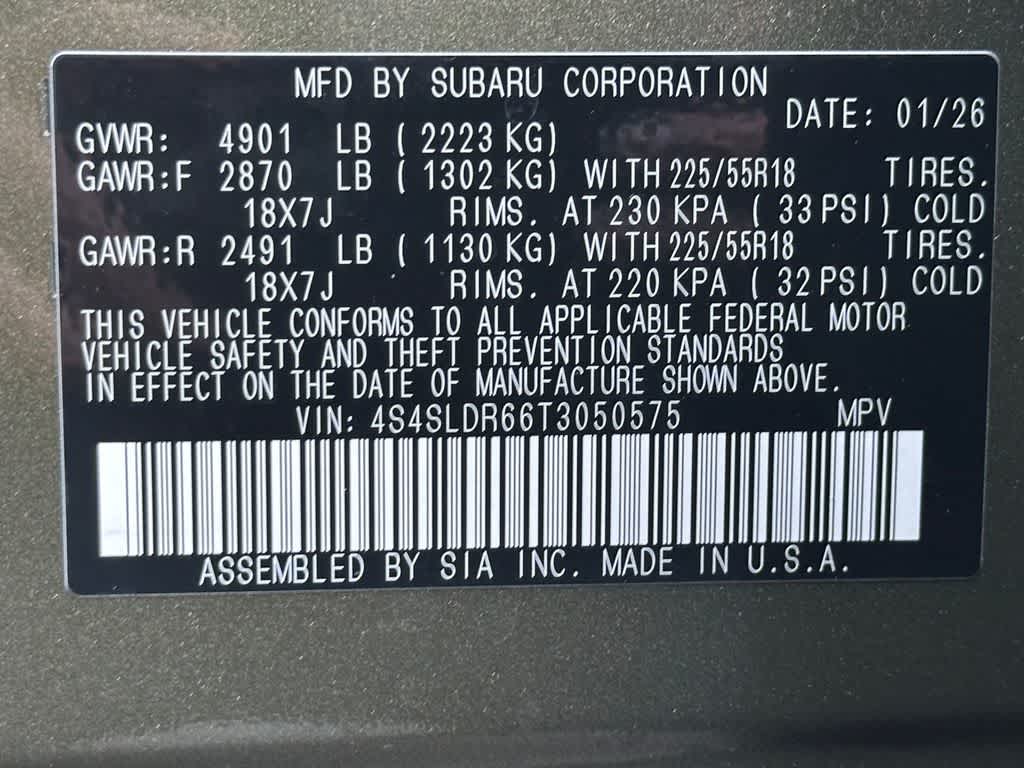 MFD BY SUBARU CORPORATION
DATE: 01/26
GVWR: 4901 LB ( 2223 KG)
GAWR:F 2870 LB ( 1302 KG) WITH 225/55R18 TIRES.
18X7J RIMS. AT 230 KPA ( 33 PSI) COLD
GAWR:R 2491 LB ( 1130 KG) WITH 225/55R18 TIRES.
18X7J RIMS. AT 220 KPA ( 32 PSI) COLD
THIS VEHICLE CONFORMS TO ALL APPLICABLE FEDERAL MOTOR
VEHICLE SAFETY AND THEFT PREVENTION STANDARDS
IN EFFECT ON THE DATE OF MANUFACTURE SHOWN ABOVE.
VIN: 4S4SLDR66T3050575 MPV
ASSEMBLED BY SIA INC. MADE IN U.S.A.